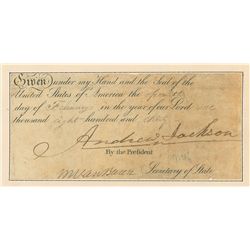 Given under my Hand and the Seal of the
United States of America the
day of February in the year of our Lord one
thousand eight hundred and
Andrew Jackson
By the President
M Van Buren Secretary of State